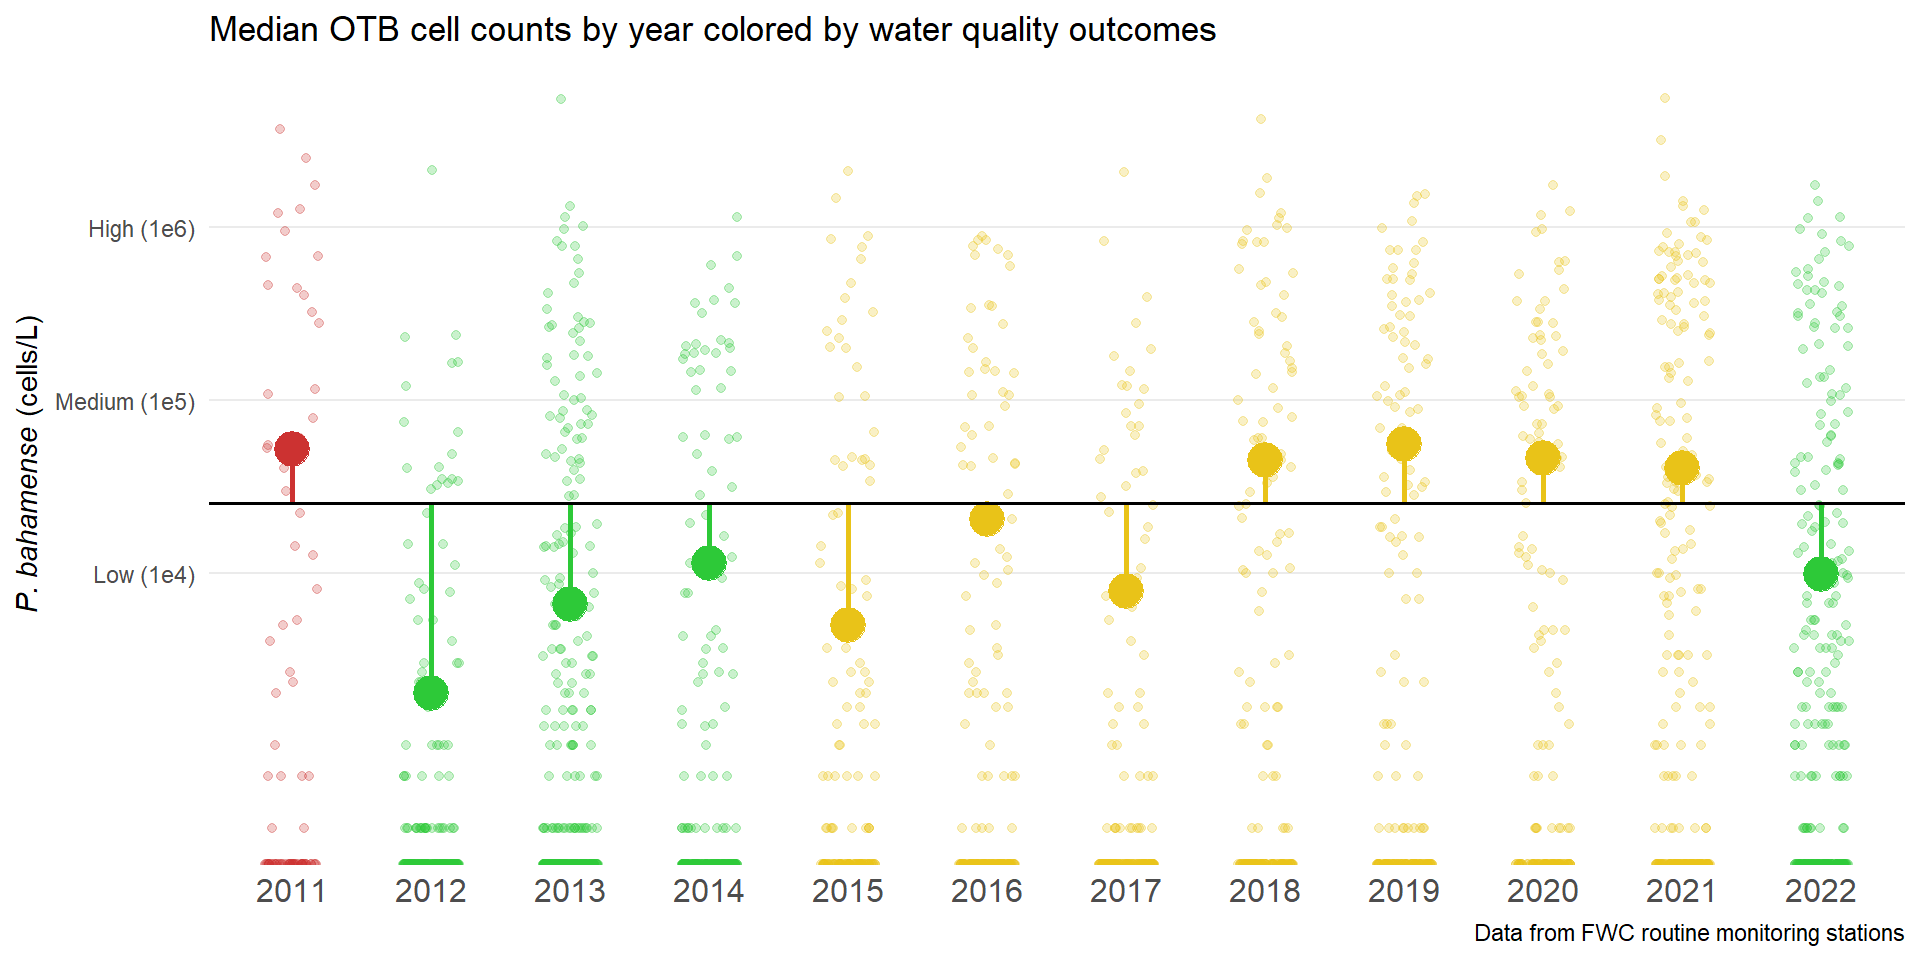 Median OTB cell counts by year colored by water quality outcomes
P. bahamense (cells/L)
High (1e6)
Medium (1e5)
Low (1e4)
2011 2012 2013 2014 2015 2016 2017 2018 2019 2020 2021 2022
Data from FWC routine monitoring stations